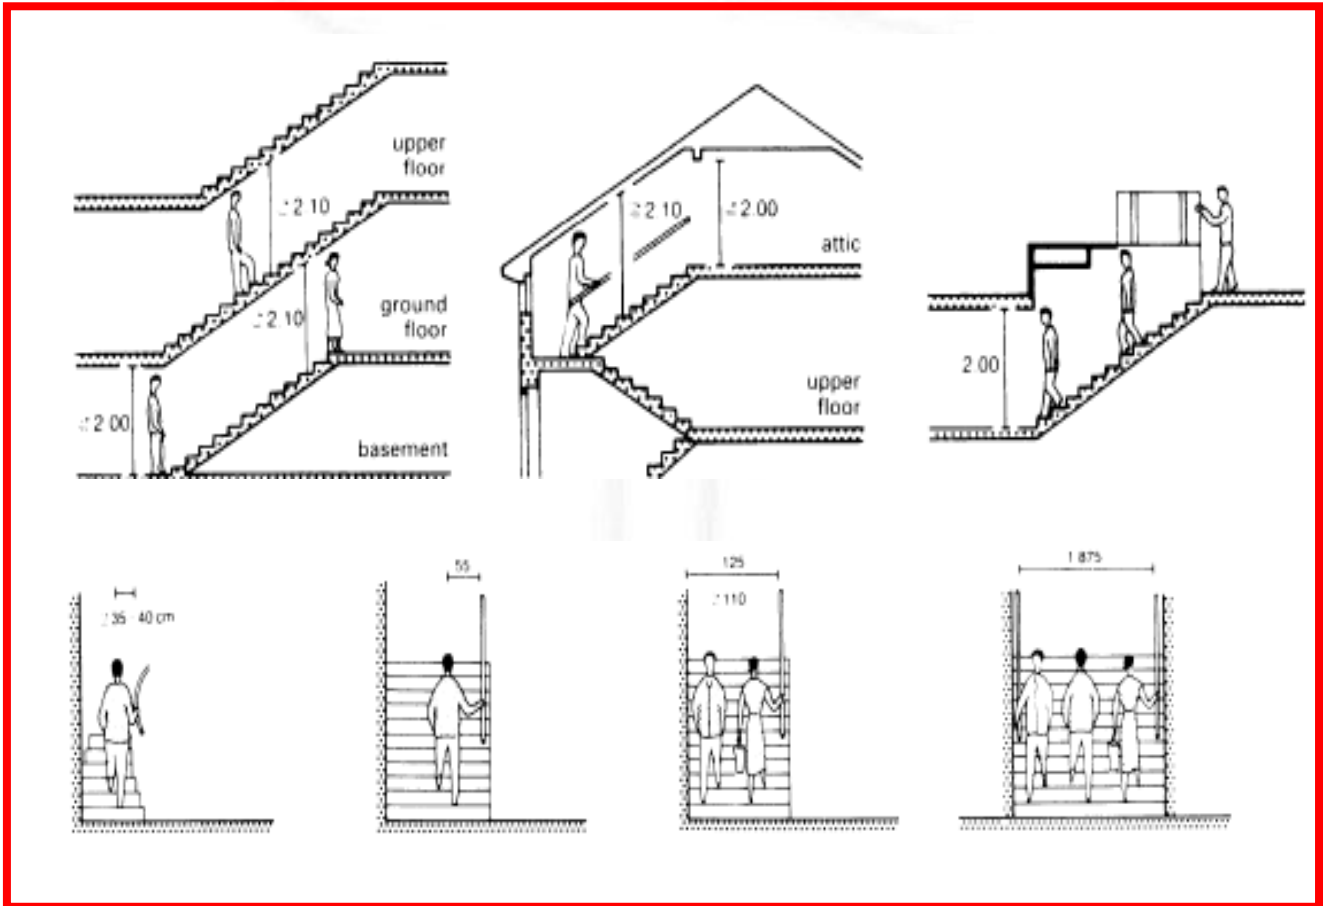 upper
floor
≥2 10
ground
floor
≥2 10
≥2 00
basement
≥2 10
≥2.00
attic
upper
floor
2 00
≥35 - 40 cm
55
125
≥110
1 875